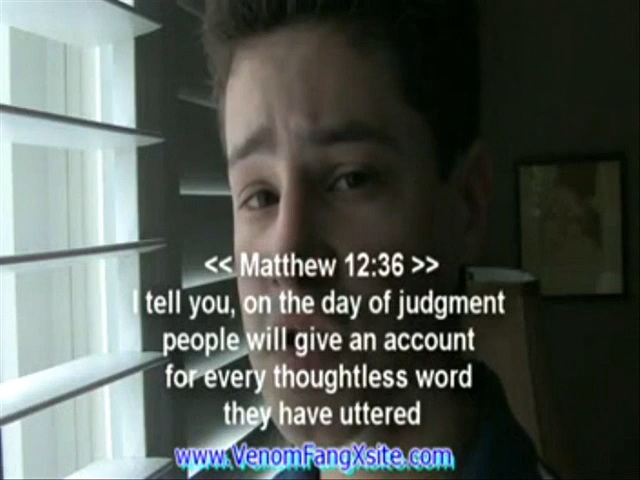 << Matthew 12:36 >>
I tell you, on the day of judgment
people will give an account
for every thoughtless word
they have uttered
www.VenomFangXsite.com